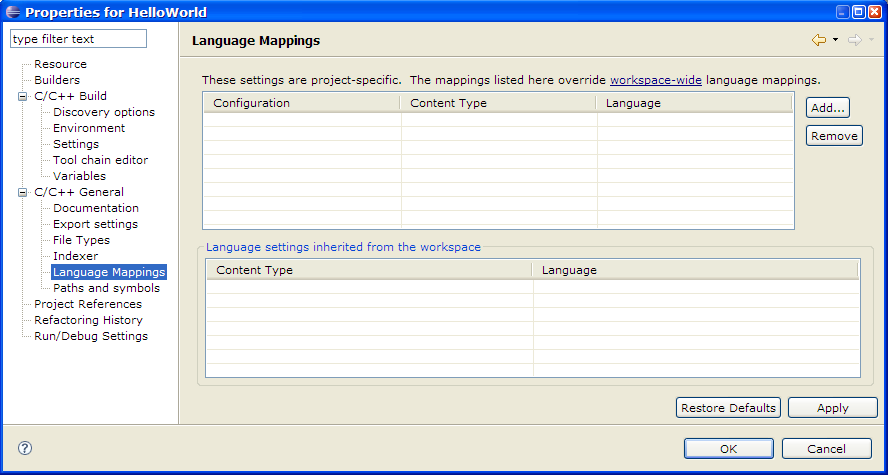 Properties for HelloWorld
type filter text
Resource
Builders
C/C++ Build
Discovery options
Environment
Settings
Tool chain editor
Variables
C/C++ General
Documentation
Export settings
File Types
Indexer
Language Mappings
Paths and symbols
Project References
Refactoring History
Run/Debug Settings
Language Mappings
These settings are project-specific. The mappings listed here override workspace-wide language mappings.
Configuration Content Type Language
Add...
Remove
Language settings inherited from the workspace
Content Type Language
Restore Defaults Apply
? OK Cancel